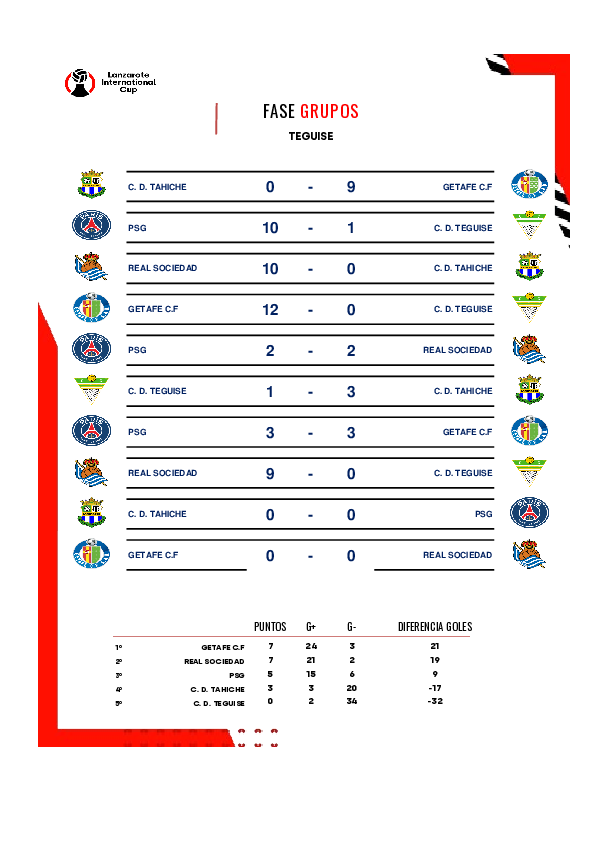 Lanzarote
International
Cup
FASE GRUPOS
TEGUISE
C. D. TAHICHE 0 - 9 GETAFE C.F
PSG 10 - 1 C. D. TEGUISE
REAL SOCIEDAD 10 - 0 C. D. TAHICHE
GETAFE C.F 12 - 0 C. D. TEGUISE
PSG 2 - 2 REAL SOCIEDAD
C. D. TEGUISE 1 - 3 C. D. TAHICHE
PSG 3 - 3 GETAFE C.F
REAL SOCIEDAD 9 - 0 C. D. TEGUISE
C. D. TAHICHE 0 - 0 PSG
GETAFE C.F 0 - 0 REAL SOCIEDAD
PUNTOS G+ G- DIFERENCIA GOLES
1º GETAFE C.F 7 24 3 21
2º REAL SOCIEDAD 7 21 2 19
3º PSG 5 15 6 9
4º C. D. TAHICHE 3 3 20 -17
5º C. D. TEGUISE 0 2 34 -32